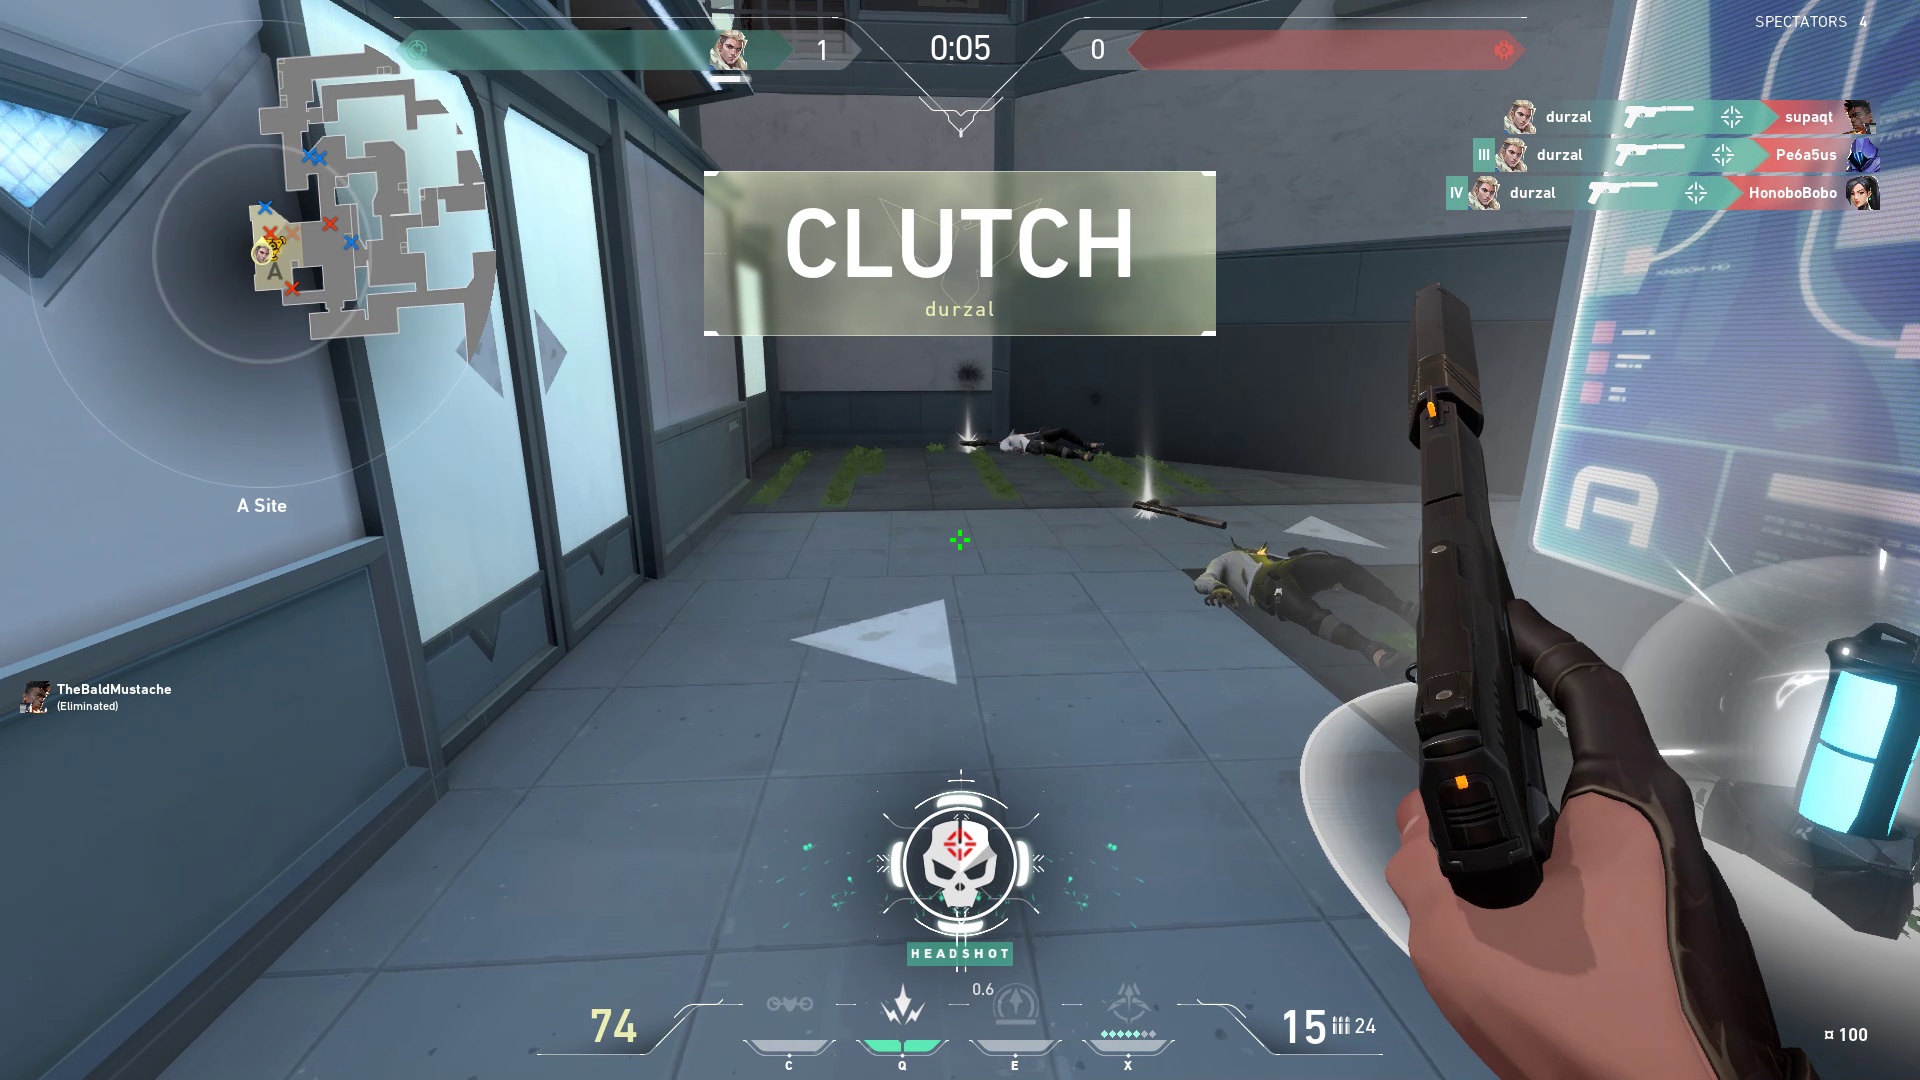 SPECTATORS 4
1
0:05
0
durzal supaqt
III durzal Pe6a5us
IV durzal HonoboBobo
CLUTCH
durzal
A
A Site
A
TheBaldMustache
(Eliminated)
HEADSHOT
0.6
74
15 24
¤ 100
C Q E X